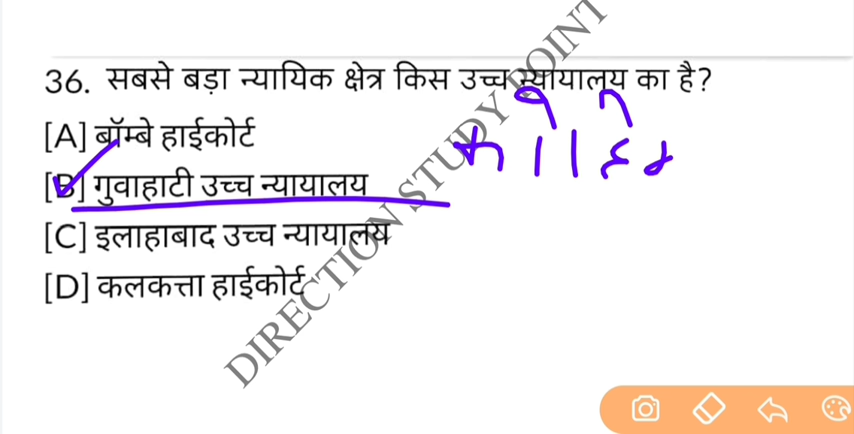 36. सबसे बड़ा न्यायिक क्षेत्र किस उच्च न्यायालय का है?
[A] बॉम्बे हाईकोर्ट
[B] गुवाहाटी उच्च न्यायालय
[C] इलाहाबाद उच्च न्यायालय
[D] कलकत्ता हाईकोर्ट
DIRECTION STUDY POINT